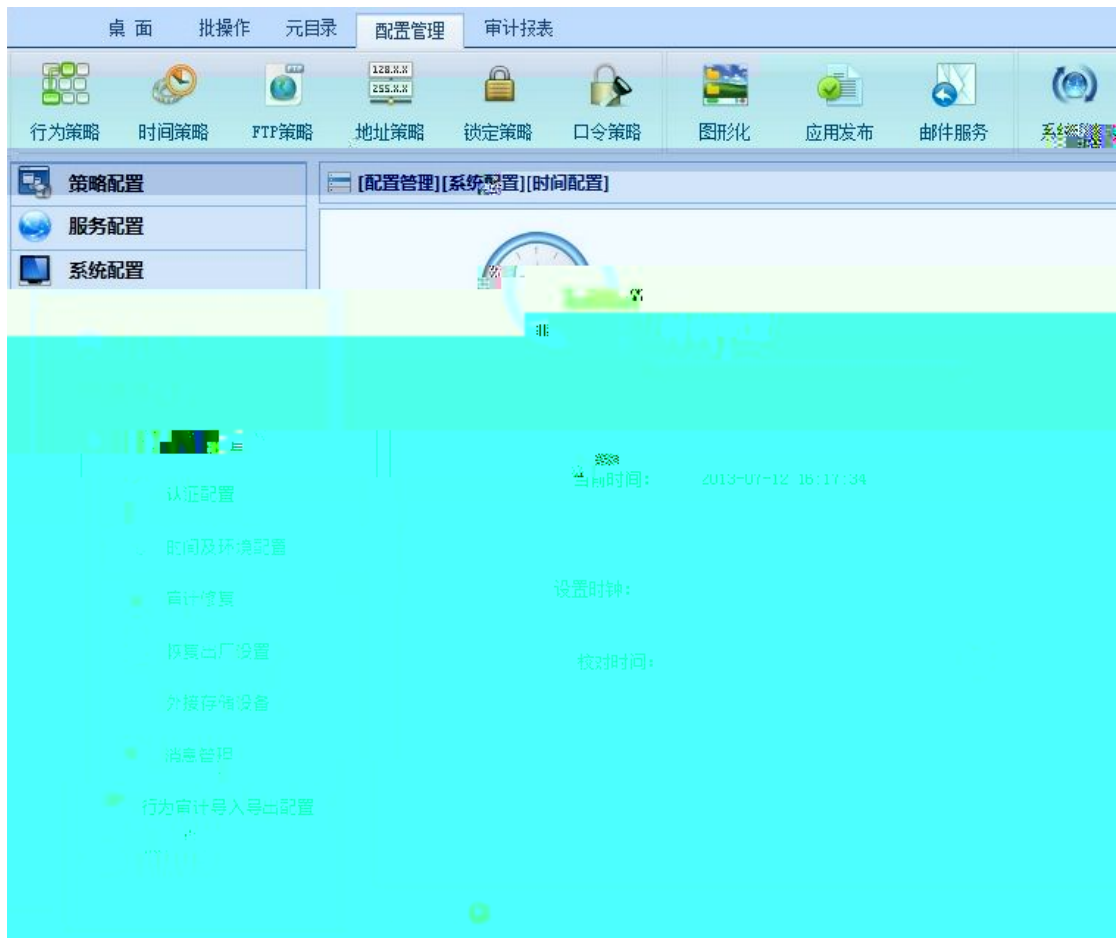 桌 面 批操作 元目录 配置管理 审计报表
128.X.X
255.X.X
行为策略 时间策略 FTP策略 地址策略 锁定策略 口令策略 图形化 应用发布 邮件服务 系统
策略配置
[配置管理][系统配置][时间配置]
服务配置
系统配置
当前时间： 2013-07-12 16:17:34
认证配置
时间及环境配置
设置时钟：
审计修复
恢复出厂设置
校对时间：
外接存储设备
消息管理
行为审计导入导出配置